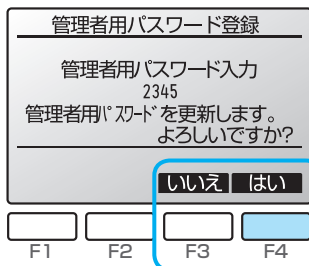 管理者用パスワード登録
管理者用パスワード入力
2345
管理者用ﾊﾟｽﾜｰﾄﾞを更新します。
よろしいですか?
いいえ はい
F1 F2 F3 F4